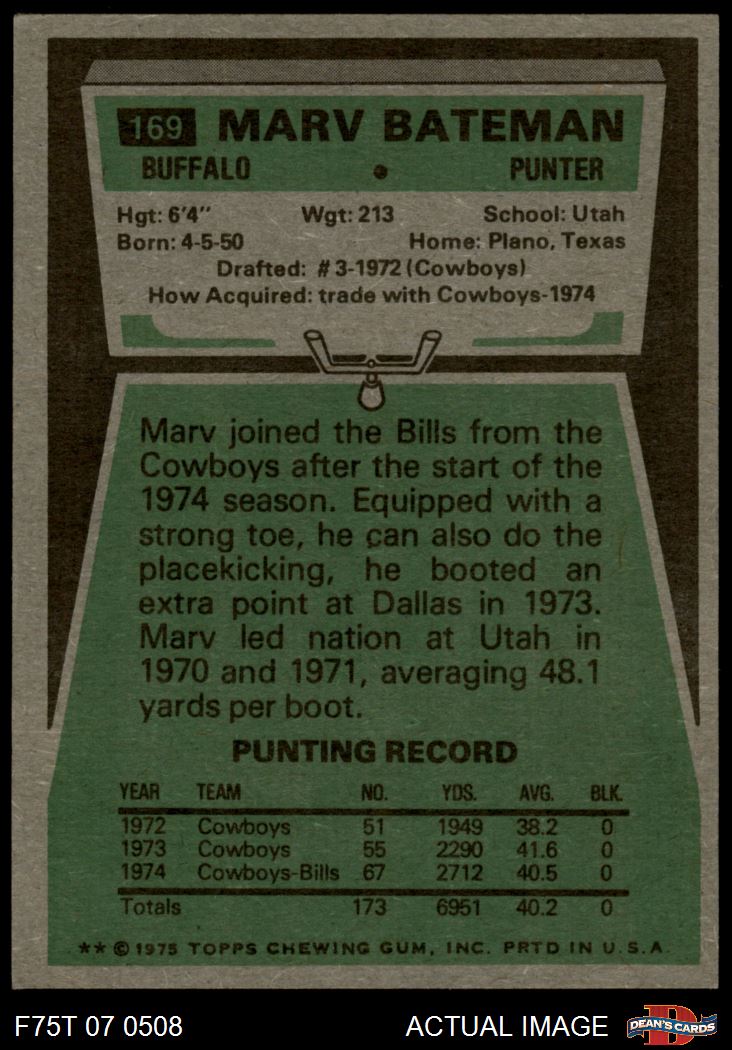 169 MARV BATEMAN
BUFFALO • PUNTER
Hgt: 6'4" Wgt: 213 School: Utah
Born: 4-5-50 Home: Plano, Texas
Drafted: #3-1972 (Cowboys)
How Acquired: trade with Cowboys-1974
Marv joined the Bills from the
Cowboys after the start of the
1974 season. Equipped with a
strong toe, he can also do the
placekicking, he booted an
extra point at Dallas in 1973.
Marv led nation at Utah in
1970 and 1971, averaging 48.1
yards per boot.
PUNTING RECORD
YEAR TEAM NO. YDS. AVG. BLK.
1972 Cowboys 51 1949 38.2 0
1973 Cowboys 55 2290 41.6 0
1974 Cowboys-Bills 67 2712 40.5 0
Totals 173 6951 40.2 0
** © 1975 TOPPS CHEWING GUM, INC. PRTD IN U.S.A.
F75T 07 0508 ACTUAL IMAGE D DEAN'S CARDS